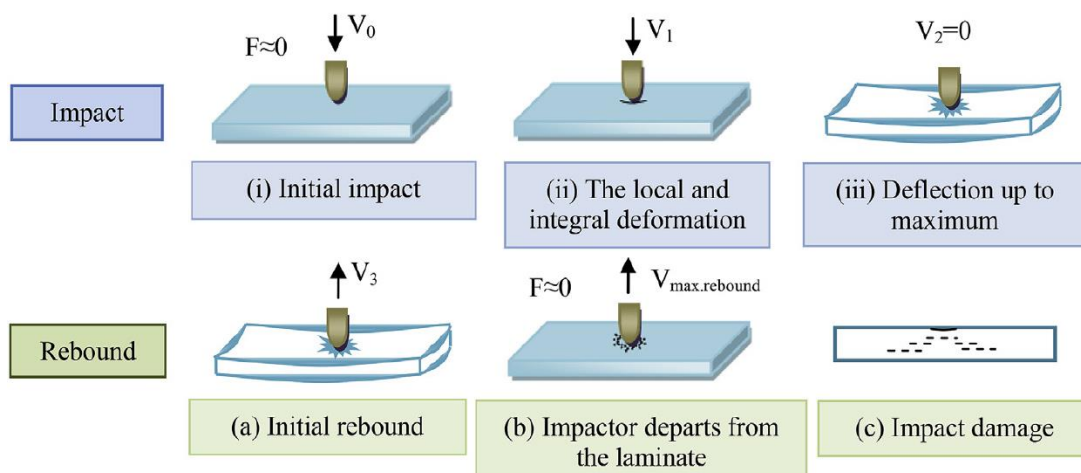 V0
F≈0
V1
V2=0
Impact
(i) Initial impact
(ii) The local and
integral deformation
(iii) Deflection up to
maximum
V3
F≈0
Vmax.rebound
Rebound
(a) Initial rebound
(b) Impactor departs from
the laminate
(c) Impact damage